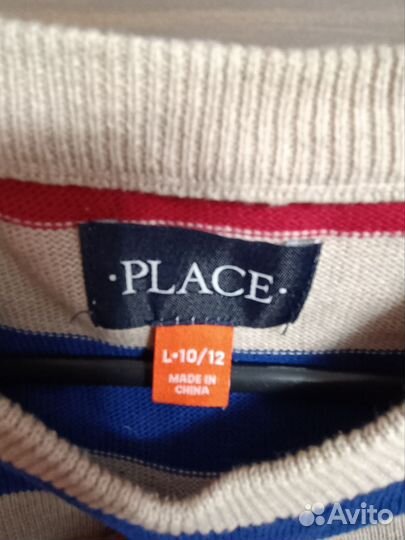 ·PLACE·
L•10/12
MADE IN
CHINA
Avito